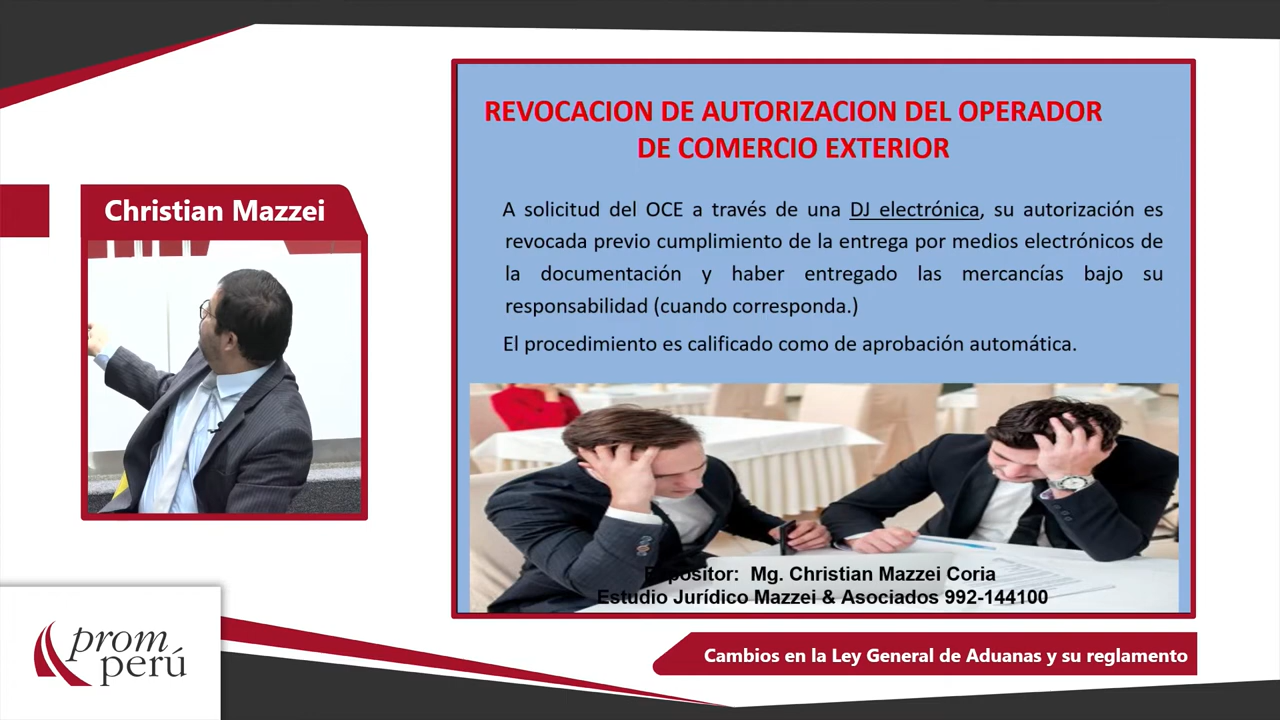 REVOCACION DE AUTORIZACION DEL OPERADOR
DE COMERCIO EXTERIOR
Christian Mazzei
A solicitud del OCE a través de una DJ electrónica, su autorización es
revocada previo cumplimiento de la entrega por medios electrónicos de
la documentación y haber entregado las mercancías bajo su
responsabilidad (cuando corresponda.)
El procedimiento es calificado como de aprobación automática.
Expositor: Mg. Christian Mazzei Coria
Estudio Jurídico Mazzei & Asociados 992-144100
prom
perú
Cambios en la Ley General de Aduanas y su reglamento